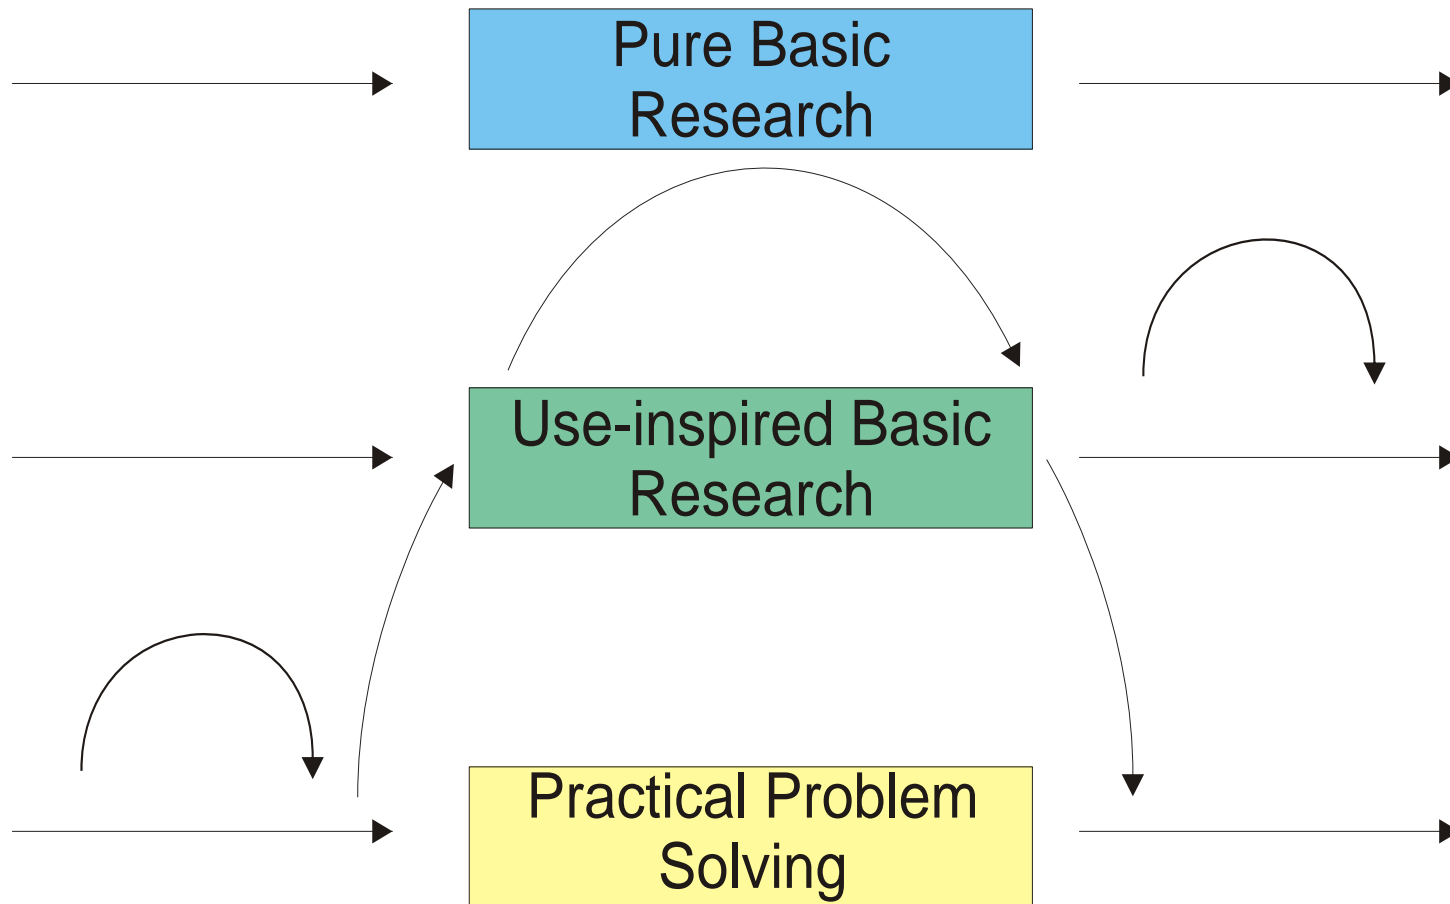 Pure Basic
Research
Use-inspired Basic
Research
Practical Problem
Solving